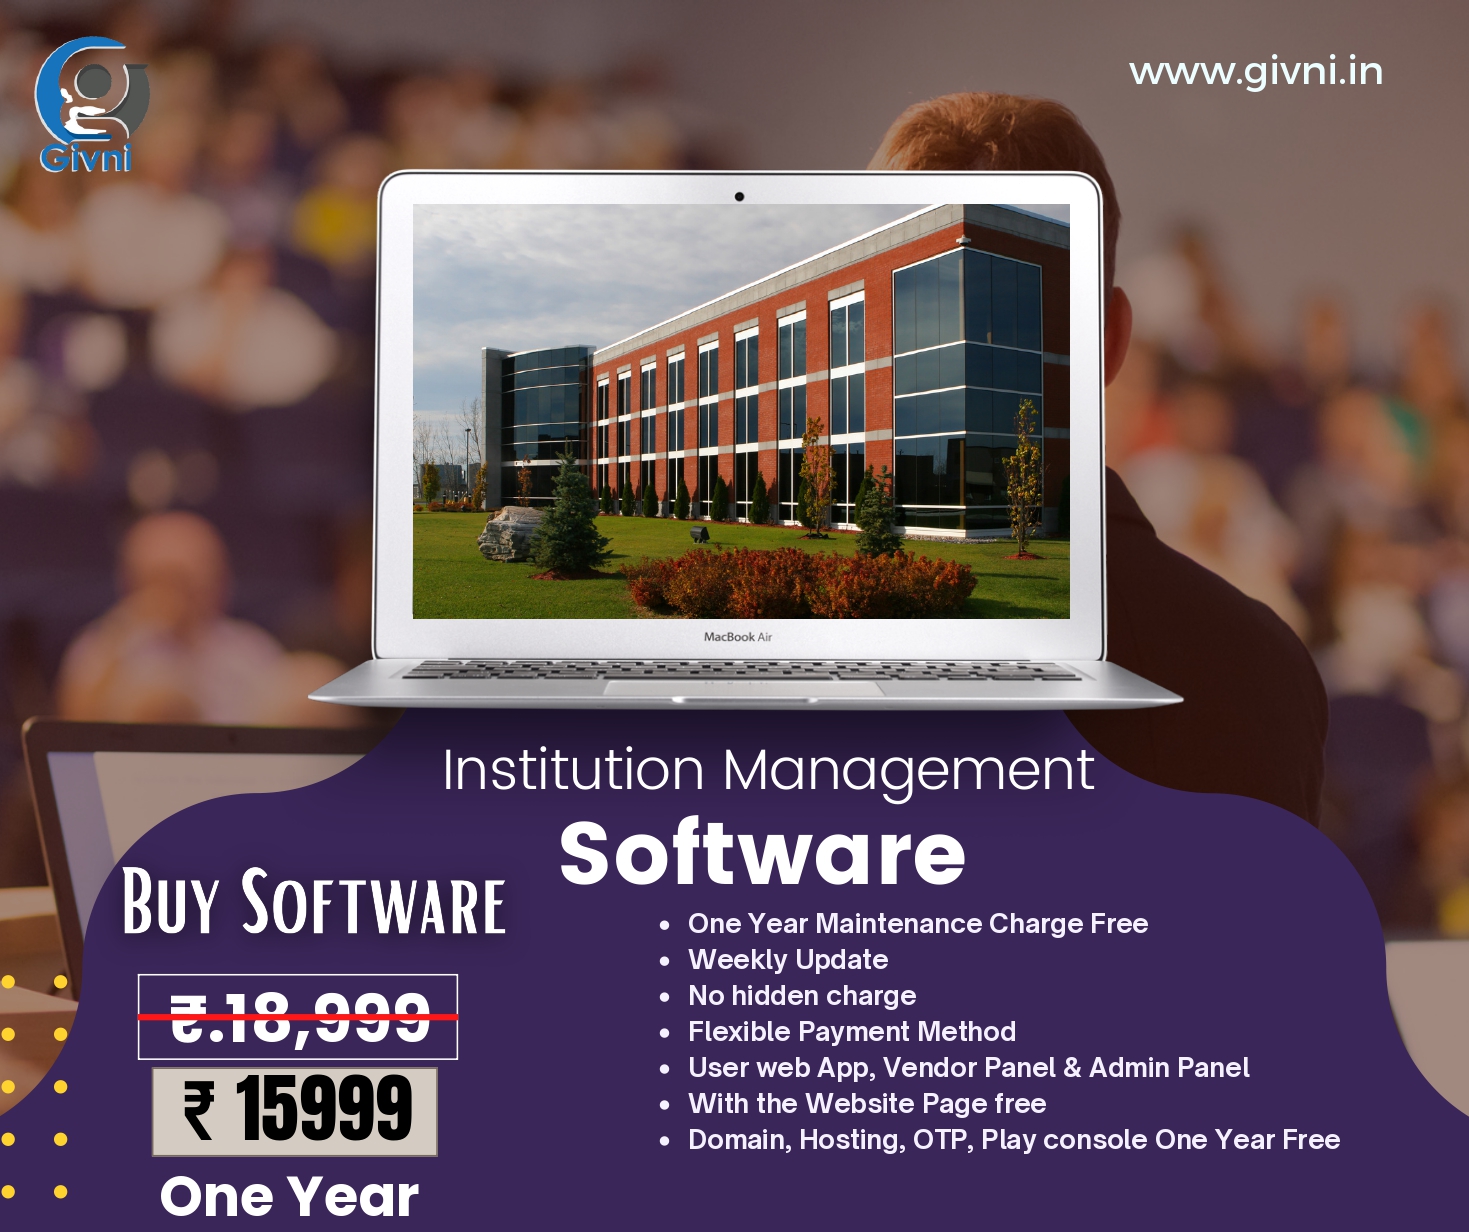 Givni
www.givni.in
MacBook Air
Institution Management
Software
Buy Software
₹.18,999
₹ 15999
One Year
• One Year Maintenance Charge Free
• Weekly Update
• No hidden charge
• Flexible Payment Method
• User web App, Vendor Panel & Admin Panel
• With the Website Page free
• Domain, Hosting, OTP, Play console One Year Free